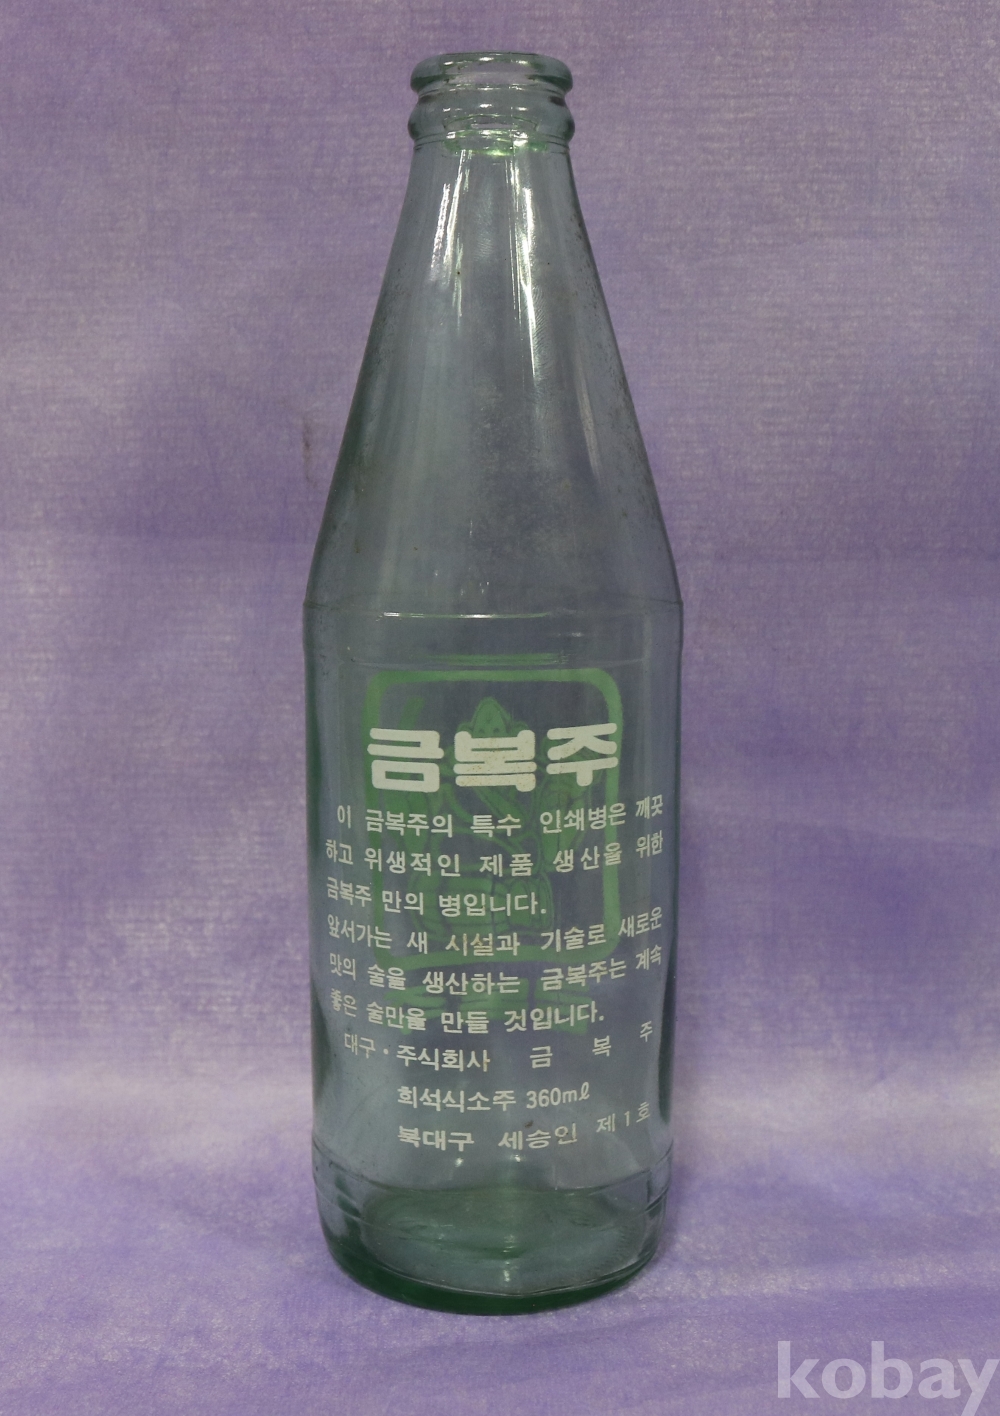 금복주
이 금복주의 특수 인쇄병은 깨끗
하고 위생적인 제품 생산을 위한
금복주 만의 병입니다.
앞서가는 새 시설과 기술로 새로운
맛의 술을 생산하는 금복주는 계속
좋은 술만을 만들 것입니다.
대구·주식회사 금 복 주
희석식소주 360mℓ
북대구 세승인 제1호
kobay